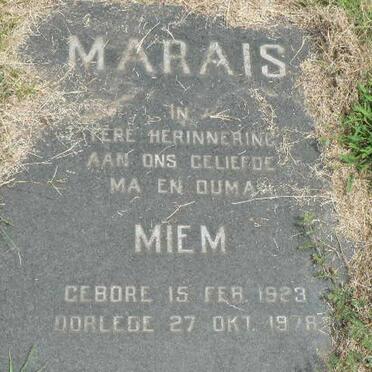 MARAIS
IN
TERE HERINNERING
AAN ONS GELIEFDE
MA EN OUMA
MIEM
GEBORE 15 FEB. 1923
OORLEDE 27 OKT. 1978